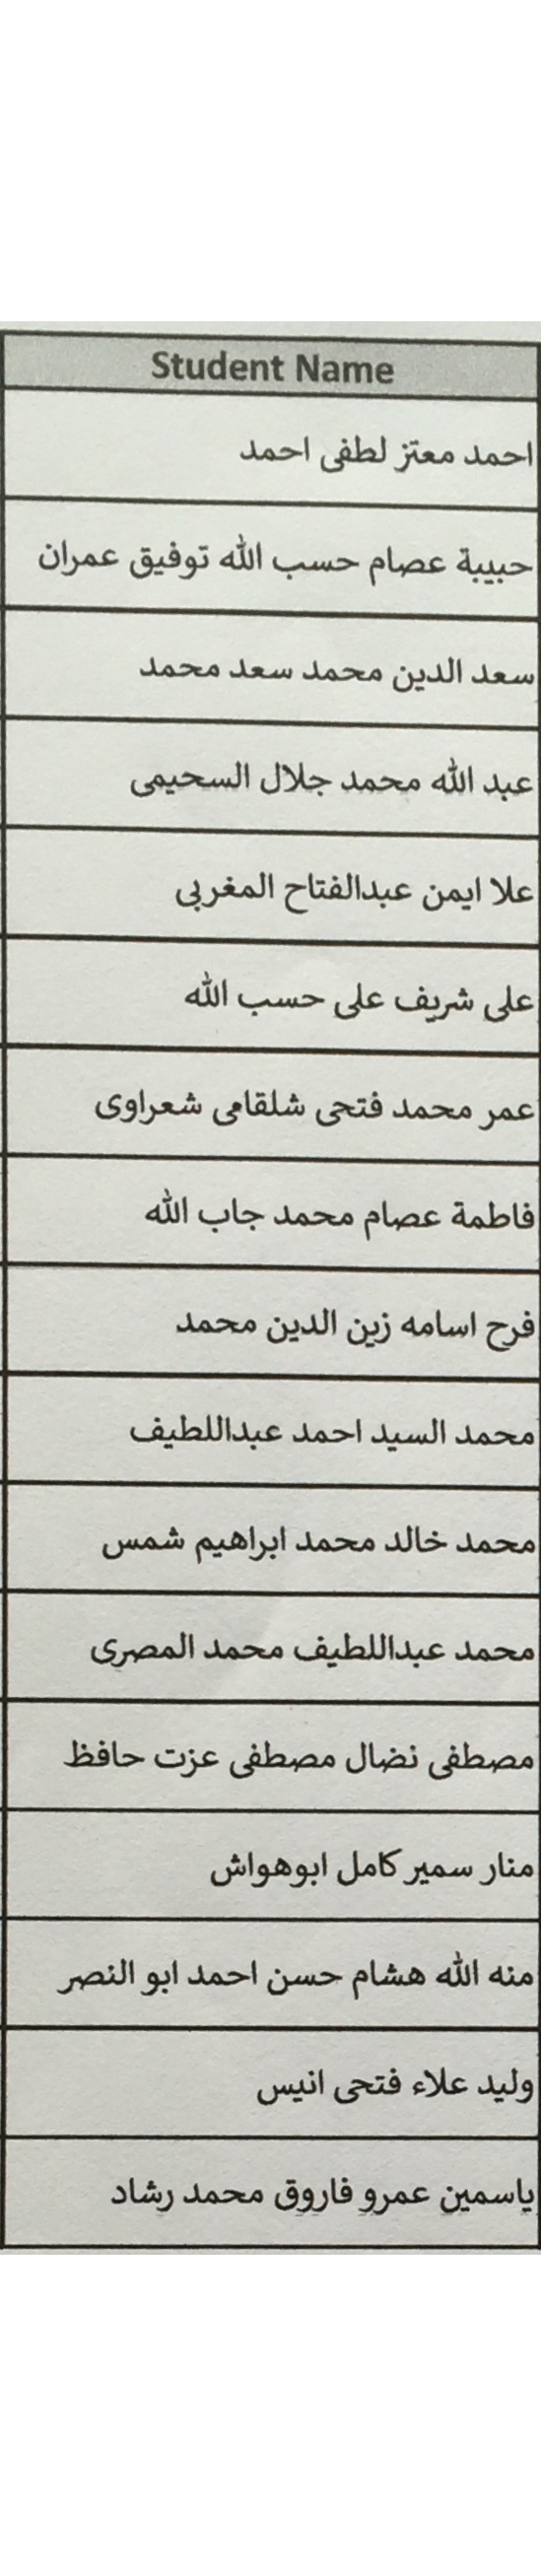 Student Name
احمد معتز لطفى احمد
حبيبة عصام حسب الله توفيق عمران
سعد الدين محمد سعد محمد
عبد الله محمد جلال السحيمى
علا ايمن عبدالفتاح المغربى
على شريف على حسب الله
عمر محمد فتحى شلقامى شعراوى
فاطمة عصام محمد جاب الله
فرح اسامه زين الدين محمد
محمد السيد احمد عبداللطيف
محمد خالد محمد ابراهيم شمس
محمد عبداللطيف محمد المصرى
مصطفى نضال مصطفى عزت حافظ
منار سمير كامل ابوهواش
منه الله هشام حسن احمد ابو النصر
وليد علاء فتحى انيس
ياسمين عمرو فاروق محمد رشاد